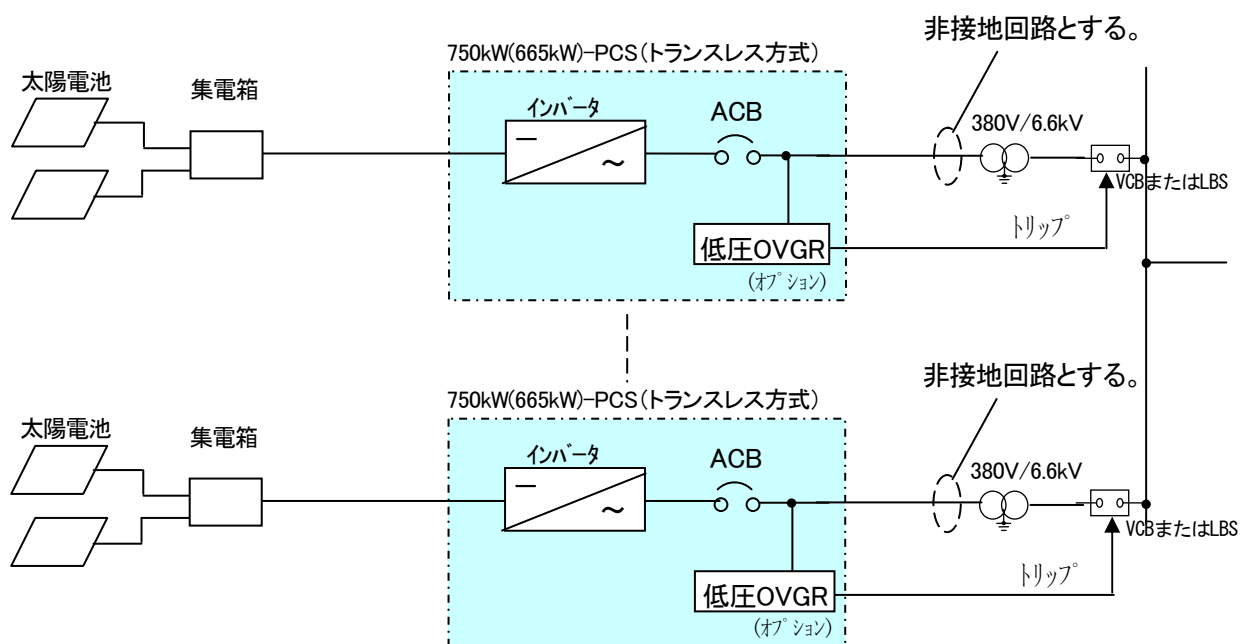 非接地回路とする。
750kW(665kW)-PCS(トランスレス方式)
太陽電池
集電箱
インバータ
ACB
380V/6.6kV
VCBまたはLBS
トリップ
低圧OVGR
(オプション)
非接地回路とする。
750kW(665kW)-PCS(トランスレス方式)
太陽電池
集電箱
インバータ
ACB
380V/6.6kV
VCBまたはLBS
トリップ
低圧OVGR
(オプション)